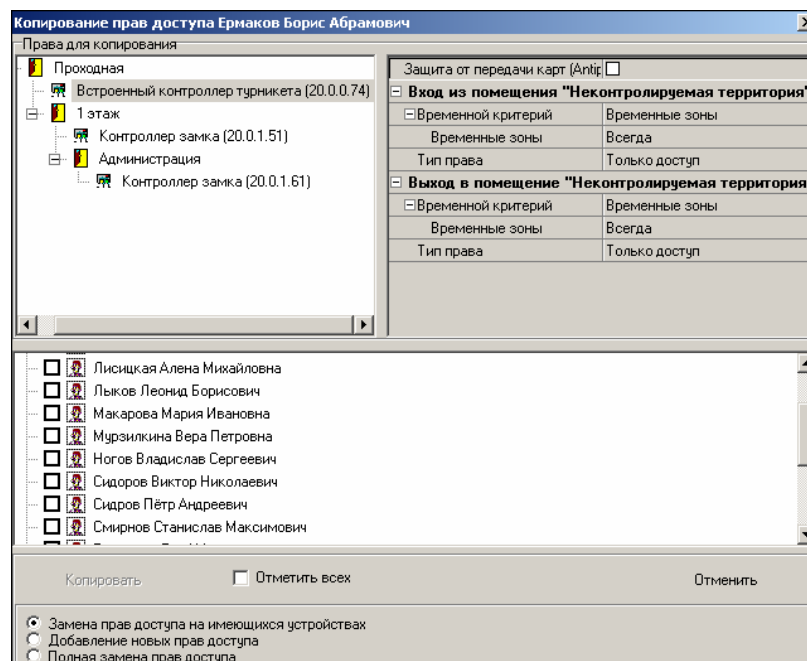 Копирование прав доступа Ермаков Борис Абрамович
Права для копирования
Проходная
Встроенный контроллер турникета (20.0.0.74)
1 этаж
Контроллер замка (20.0.1.51)
Администрация
Контроллер замка (20.0.1.61)
Защита от передачи карт (Antip
Вход из помещения "Неконтролируемая территория"
Временной критерий Временные зоны
Временные зоны Всегда
Тип права Только доступ
Выход в помещение "Неконтролируемая территория
Временной критерий Временные зоны
Временные зоны Всегда
Тип права Только доступ
Лисицкая Алена Михайловна
Лыков Леонид Борисович
Макарова Мария Ивановна
Мурзилкина Вера Петровна
Ногов Владислав Сергеевич
Сидоров Виктор Николаевич
Сидров Пётр Андреевич
Смирнов Станислав Максимович
Копировать Отметить всех Отменить
Замена прав доступа на имеющихся устройствах
Добавление новых прав доступа
Полная замена прав доступа